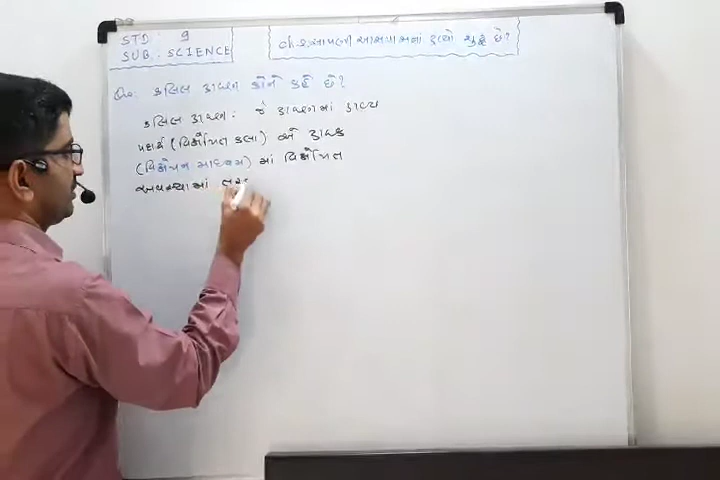 STD : 9
SUB : SCIENCE
ch.2. આપણી આસપાસના દ્રવ્યો શુદ્ધ છે?
Que: કલિલ દ્રાવણ કોને કહે છે?
કલિલ દ્રાવણ : જે દ્રાવણમાં દ્રાવ્ય
પદાર્થ (વિક્ષેપિત કલા) એ દ્રાવક
(વિક્ષેપન માધ્યમ) માં વિક્ષેપિત
અવસ્થામાં